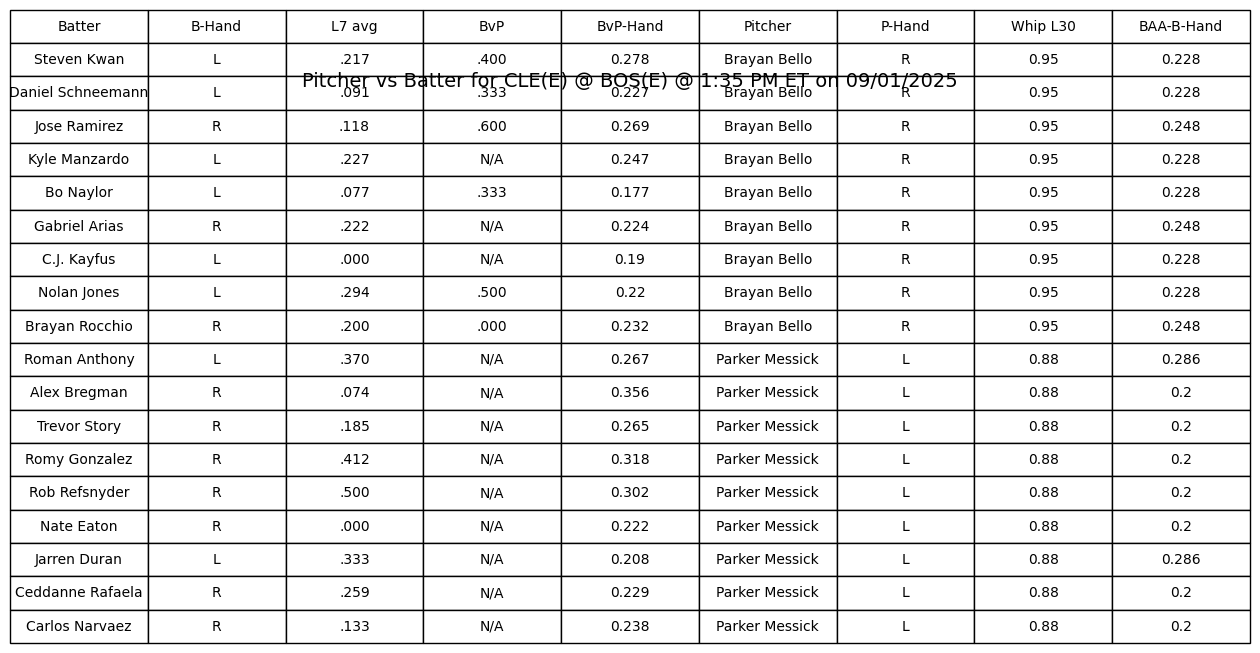 Batter B-Hand L7 avg BvP BvP-Hand Pitcher P-Hand Whip L30 BAA-B-Hand
Steven Kwan L .217 .400 0.278 Brayan Bello R 0.95 0.228
Pitcher vs Batter for CLE(E) @ BOS(E) @ 1:35 PM ET on 09/01/2025
Daniel Schneemann L .091 .333 0.227 Brayan Bello R 0.95 0.228
Jose Ramirez R .118 .600 0.269 Brayan Bello R 0.95 0.248
Kyle Manzardo L .227 N/A 0.247 Brayan Bello R 0.95 0.228
Bo Naylor L .077 .333 0.177 Brayan Bello R 0.95 0.228
Gabriel Arias R .222 N/A 0.224 Brayan Bello R 0.95 0.248
C.J. Kayfus L .000 N/A 0.19 Brayan Bello R 0.95 0.228
Nolan Jones L .294 .500 0.22 Brayan Bello R 0.95 0.228
Brayan Rocchio R .200 .000 0.232 Brayan Bello R 0.95 0.248
Roman Anthony L .370 N/A 0.267 Parker Messick L 0.88 0.286
Alex Bregman R .074 N/A 0.356 Parker Messick L 0.88 0.2
Trevor Story R .185 N/A 0.265 Parker Messick L 0.88 0.2
Romy Gonzalez R .412 N/A 0.318 Parker Messick L 0.88 0.2
Rob Refsnyder R .500 N/A 0.302 Parker Messick L 0.88 0.2
Nate Eaton R .000 N/A 0.222 Parker Messick L 0.88 0.2
Jarren Duran L .333 N/A 0.208 Parker Messick L 0.88 0.286
Ceddanne Rafaela R .259 N/A 0.229 Parker Messick L 0.88 0.2
Carlos Narvaez R .133 N/A 0.238 Parker Messick L 0.88 0.2